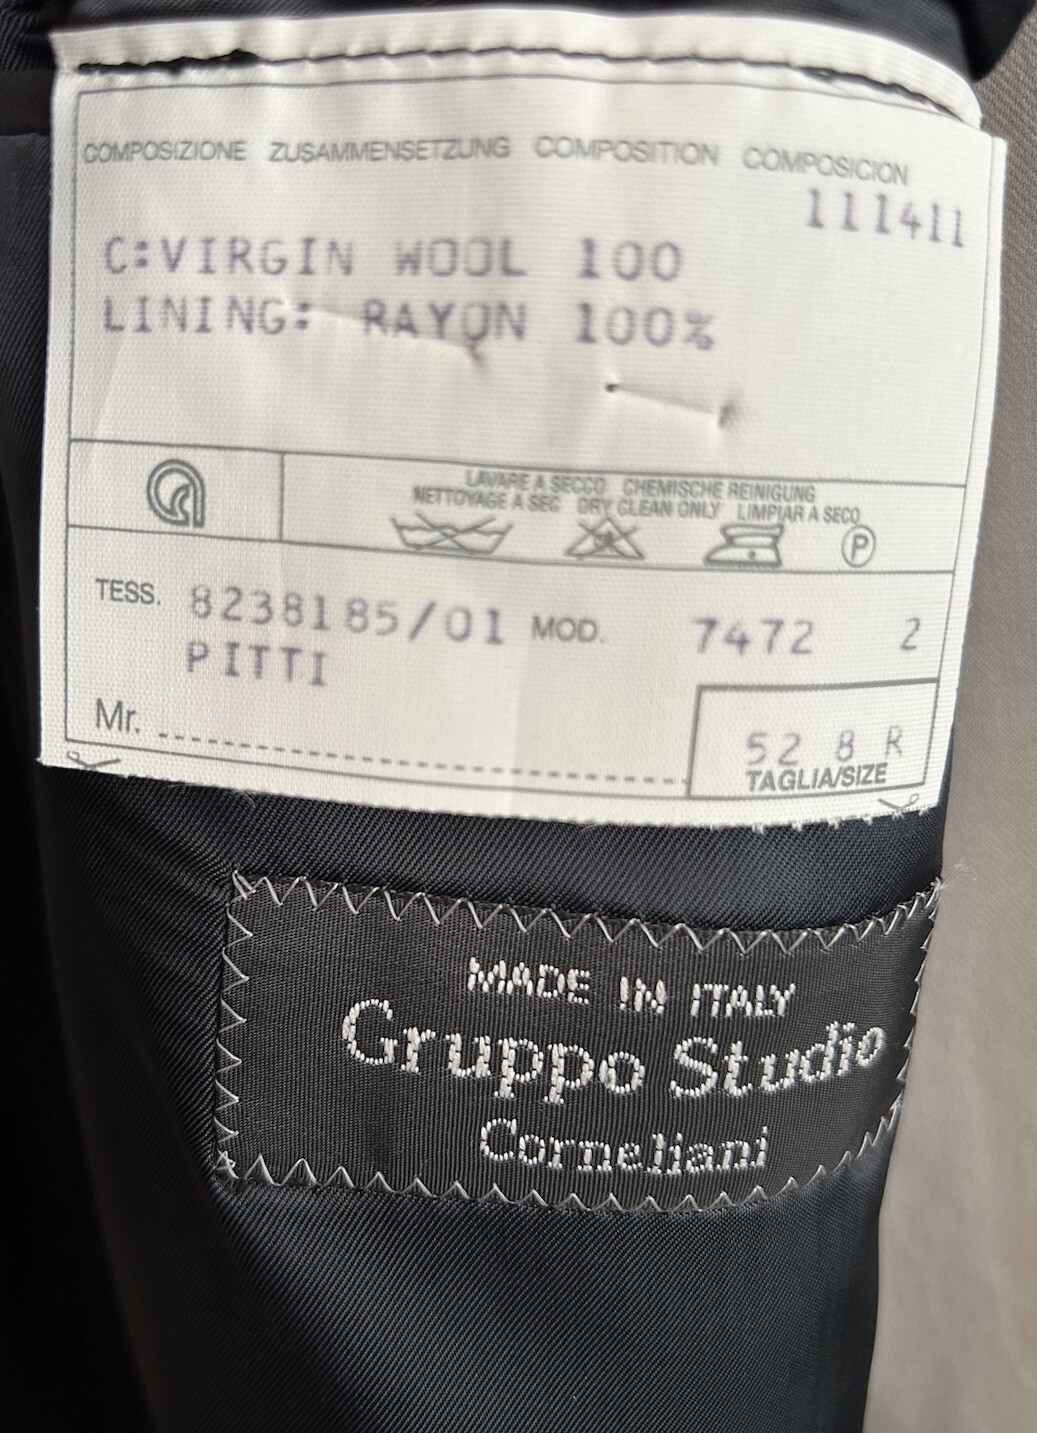 COMPOSIZIONE ZUSAMMENSETZUNG COMPOSITION COMPOSICION
111411
C:VIRGIN WOOL 100
LINING: RAYON 100%
LAVARE A SECCO CHEMISCHE REINIGUNG
NETTOYAGE A SEC DRY CLEAN ONLY LIMPIAR A SECO
P
TESS. 8238185/01 MOD. 7472 2
PITTI
Mr.
52 8 R
TAGLIA/SIZE
MADE IN ITALY
Gruppo Studio
Corneliani